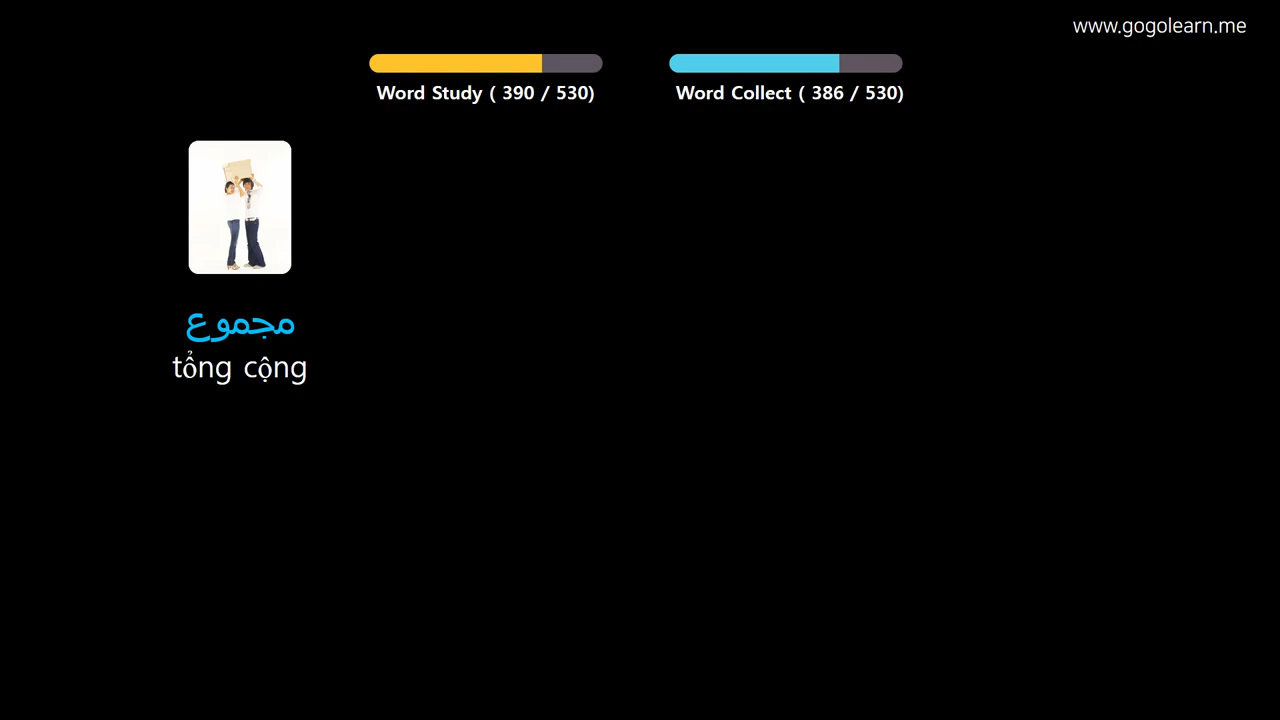 www.gogolearn.me
Word Study ( 390 / 530)
Word Collect ( 386 / 530)
مجموع
tổng cộng